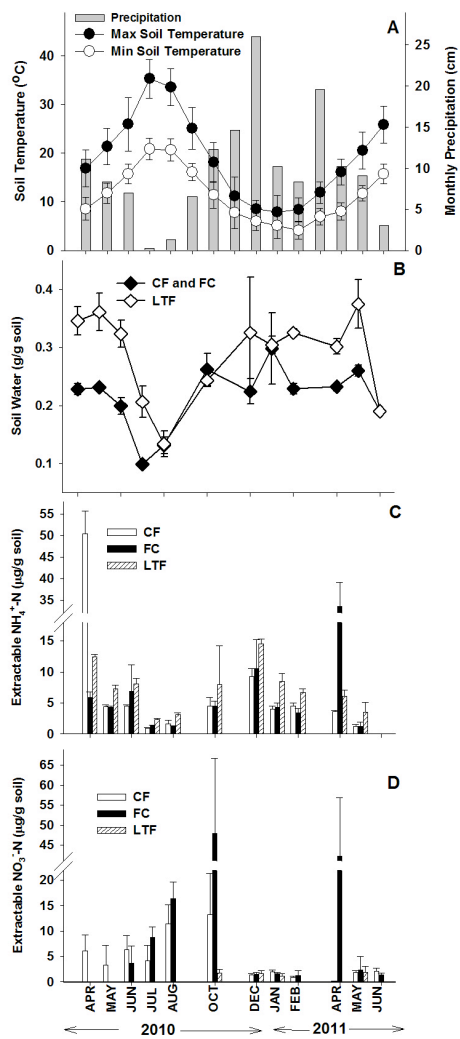 Precipitation
Max Soil Temperature
Min Soil Temperature
A
Soil Temperature (°C)
40
30
20
10
0
Monthly Precipitation (cm)
25
20
15
10
5
0
B
CF and FC
LTF
Soil Water (g/g soil)
0.4
0.3
0.2
0.1
C
CF
FC
LTF
Extractable NH₄⁺-N (µg/g soil)
55
50
45
40
35
15
10
5
0
D
CF
FC
LTF
Extractable NO₃⁻-N (µg/g soil)
65
55
45
20
15
10
5
0
APR MAY JUN JUL AUG OCT DEC JAN FEB APR MAY JUN
2010 2011